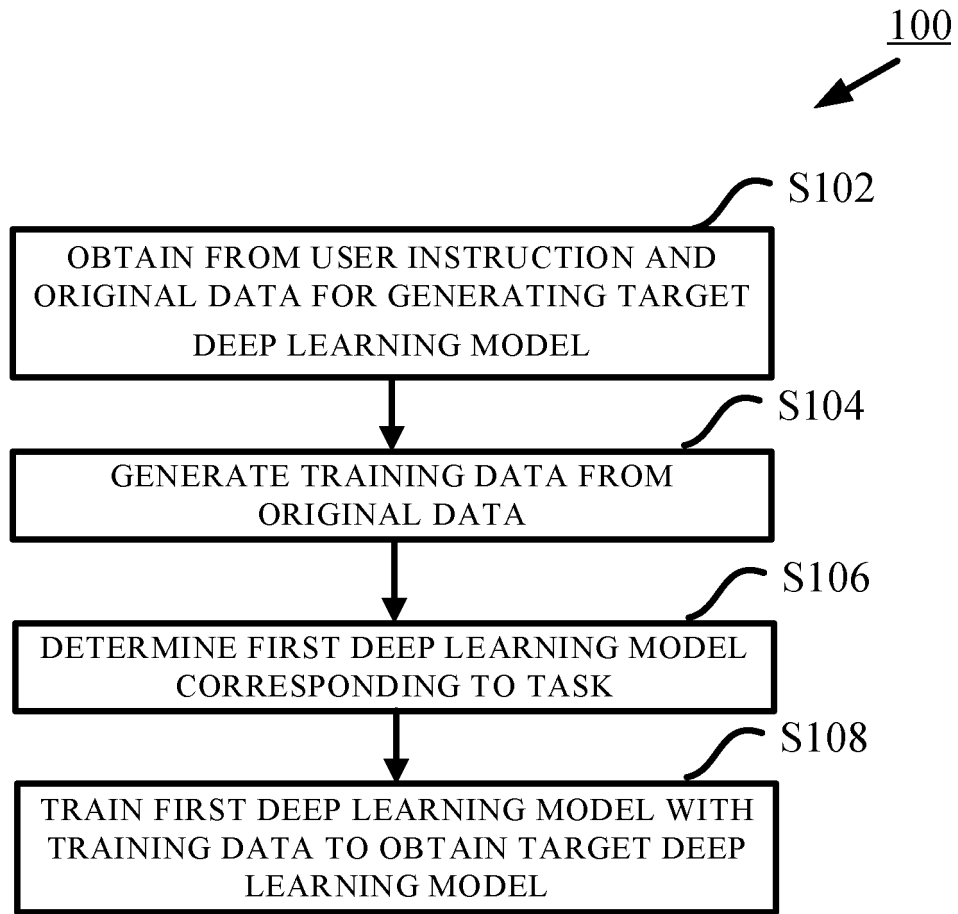 100
S102
OBTAIN FROM USER INSTRUCTION AND
ORIGINAL DATA FOR GENERATING TARGET
DEEP LEARNING MODEL
S104
GENERATE TRAINING DATA FROM
ORIGINAL DATA
S106
DETERMINE FIRST DEEP LEARNING MODEL
CORRESPONDING TO TASK
S108
TRAIN FIRST DEEP LEARNING MODEL WITH
TRAINING DATA TO OBTAIN TARGET DEEP
LEARNING MODEL